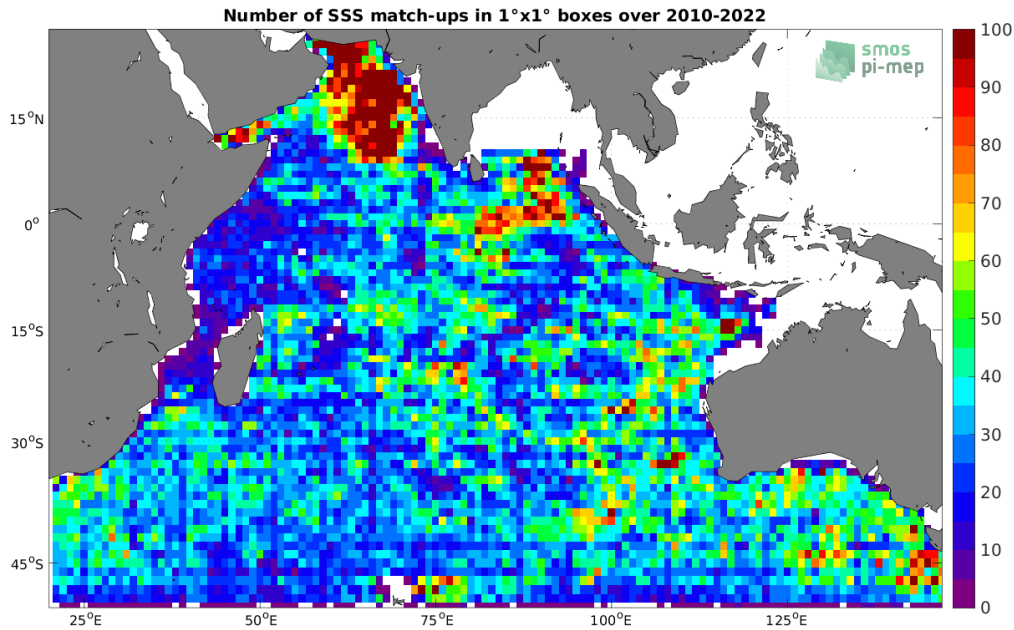 Number of SSS match-ups in 1°x1° boxes over 2010-2022
smos
pi-mep
100
90
80
70
60
50
40
30
20
10
0
15°N
0°
15°S
30°S
45°S
25°E
50°E
75°E
100°E
125°E